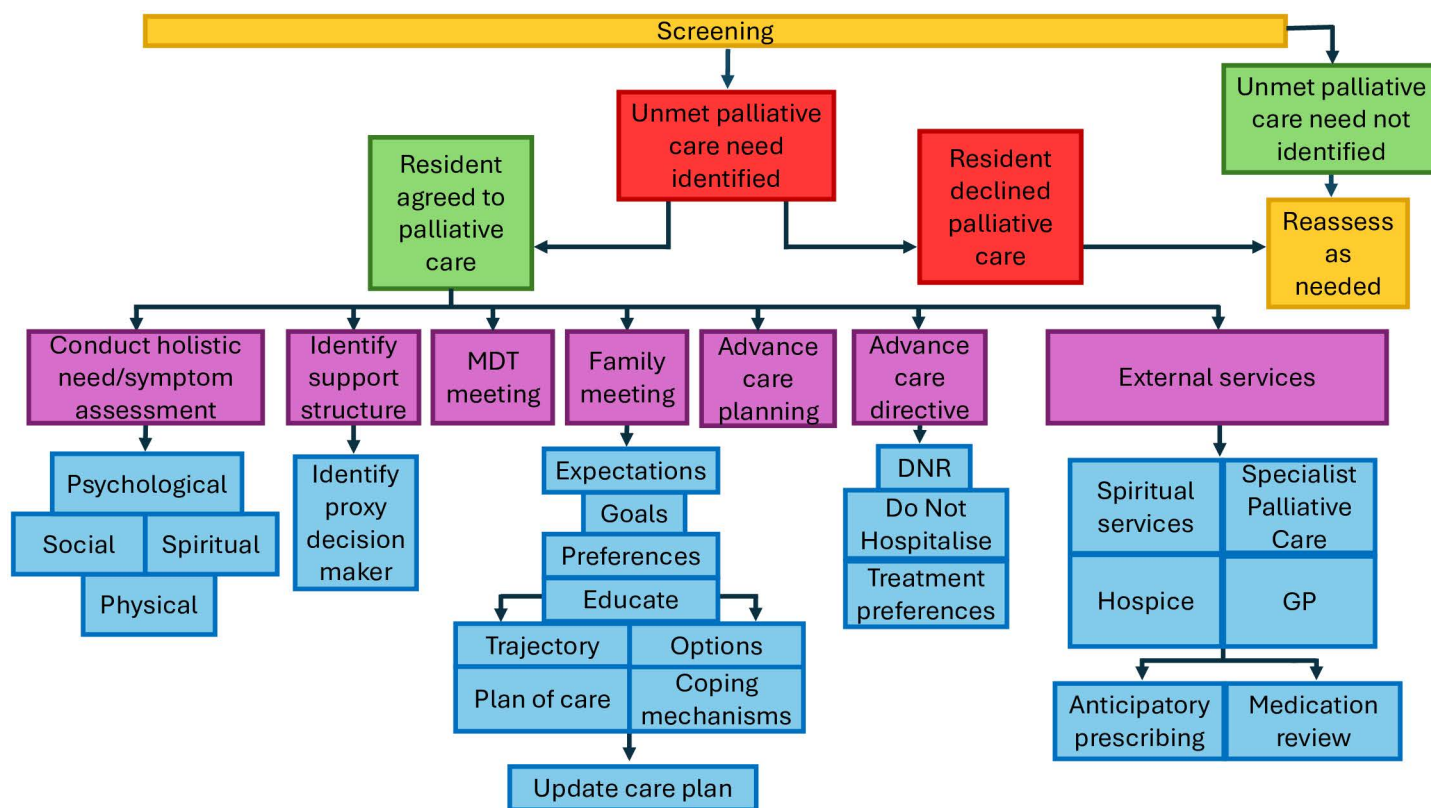 Screening
Unmet palliative
care need
identified
Unmet palliative
care need not
identified
Resident
agreed to
palliative
care
Resident
declined
palliative
care
Reassess
as
needed
Conduct holistic
need/symptom
assessment
Identify
support
structure
MDT
meeting
Family
meeting
Advance
care
planning
Advance
care
directive
External services
Psychological
Social
Spiritual
Physical
Identify
proxy
decision
maker
Expectations
Goals
Preferences
Educate
Trajectory
Options
Plan of care
Coping
mechanisms
Update care plan
DNR
Do Not
Hospitalise
Treatment
preferences
Spiritual
services
Specialist
Palliative
Care
Hospice
GP
Anticipatory
prescribing
Medication
review